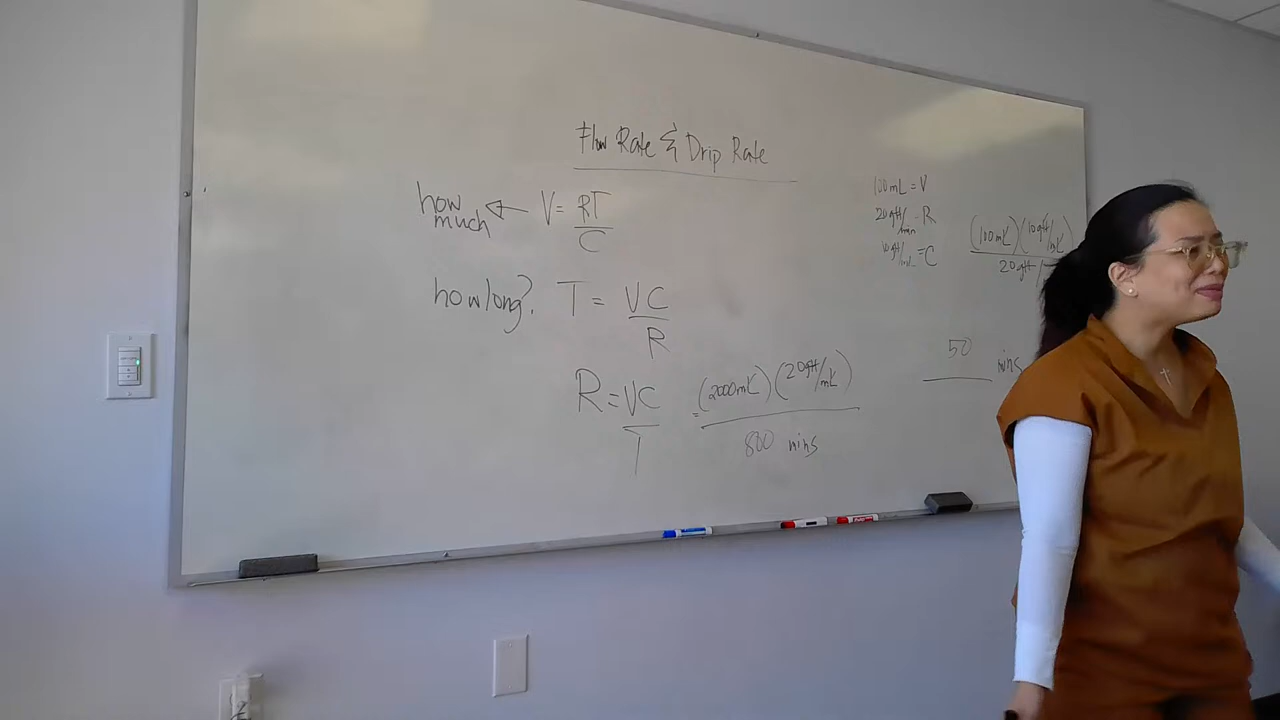 Flow Rate & Drip Rate
how much ← V = RT/C
how long? T = VC/R
R = VC/T = (2000mL)(20gtt/mL)/800 mins
100mL = V
20gtt/min = R
10gtt/mL = C
(100mL)(10gtt/mL)/20gtt/
50 mins